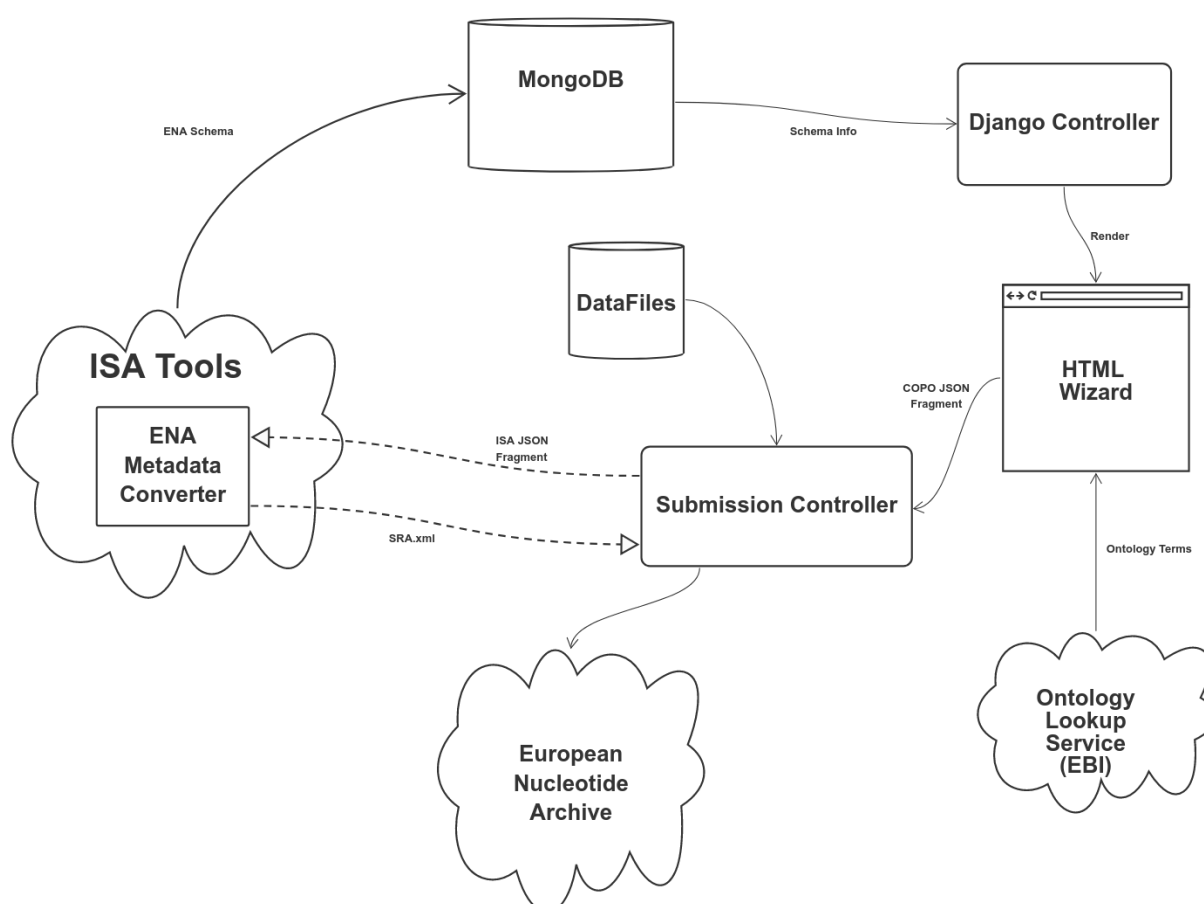 MongoDB
ENA Schema
Schema Info
Django Controller
Render
DataFiles
ISA Tools
ENA
Metadada
Converter
ISA JSON
Fragment
SRA.xml
COPO JSON
Fragment
HTML
Wizard
Submission Controller
Ontology Terms
European
Nucleotide
Archive
Ontology
Lookup
Service
(EBI)